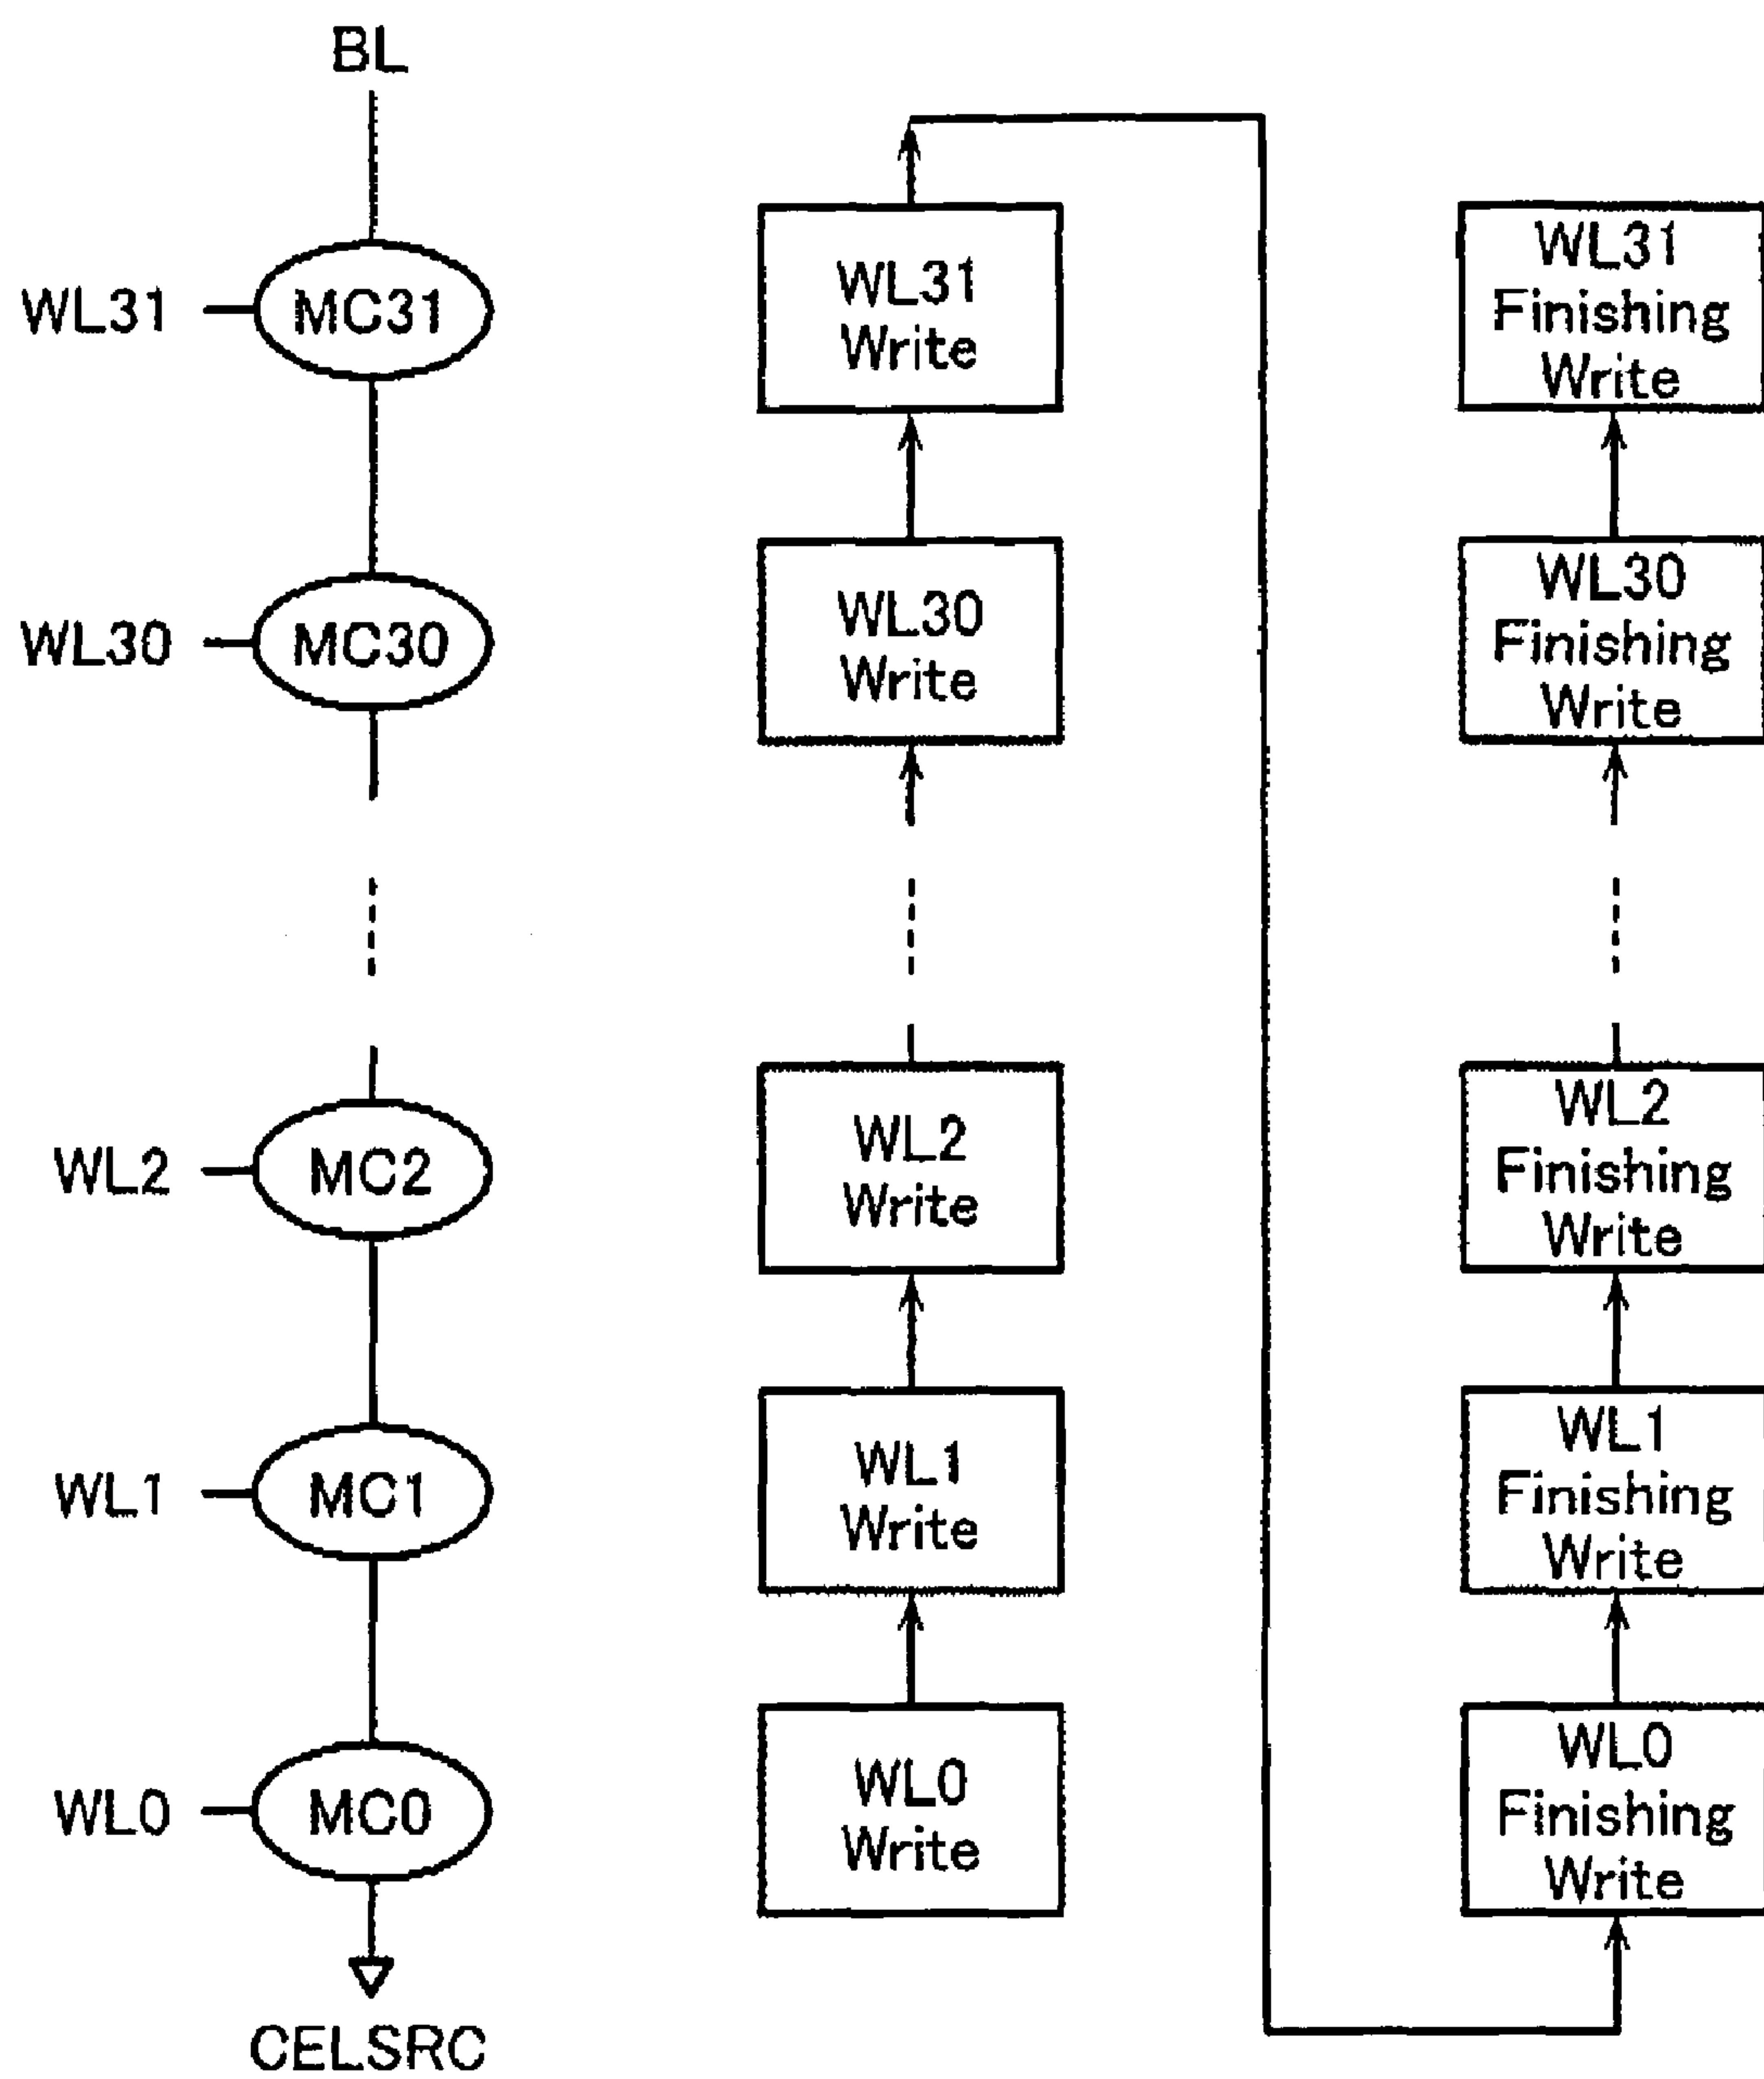 BL
WL31
MC31
WL30
MC30
WL2
MC2
WL1
MC1
WL0
MC0
CELSRC
WL31
Write
WL30
Write
WL2
Write
WL1
Write
WL0
Write
WL31
Finishing
Write
WL30
Finishing
Write
WL2
Finishing
Write
WL1
Finishing
Write
WL0
Finishing
Write